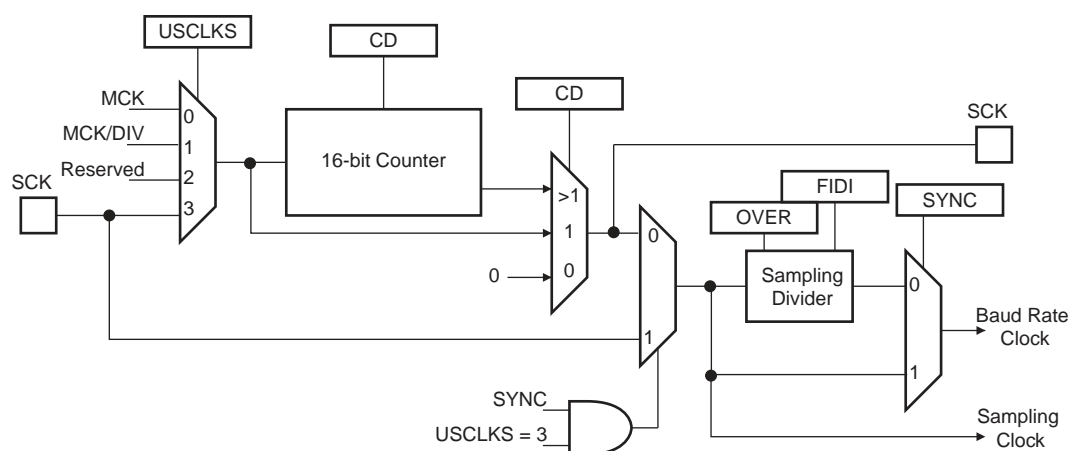 USCLKS
CD
CD
SCK
MCK
0
MCK/DIV
1
Reserved
2
SCK
3
16-bit Counter
>1
1
0
0
FIDI
OVER
SYNC
0
1
Sampling
Divider
0
1
Baud Rate
Clock
SYNC
USCLKS = 3
Sampling
Clock